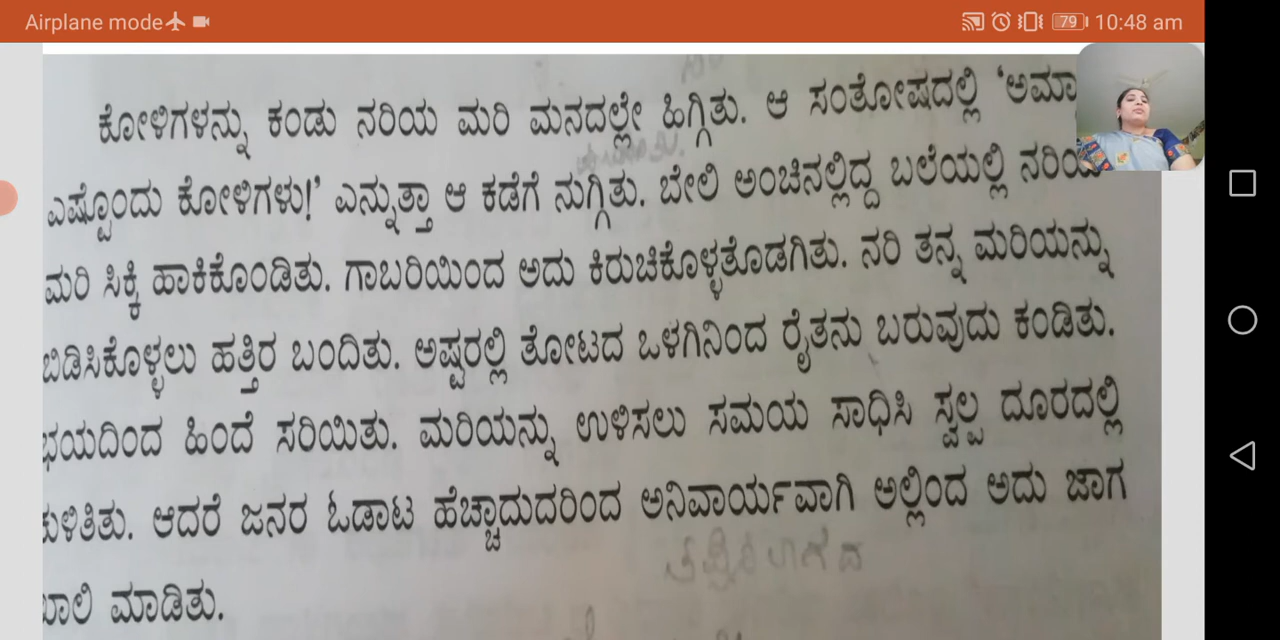 Airplane mode
79 10:48 am
ಕೋಳಿಗಳನ್ನು ಕಂಡು ನರಿಯ ಮರಿ ಮನದಲ್ಲೇ ಹಿಗ್ಗಿತು. ಆ ಸಂತೋಷದಲ್ಲಿ ‘ಅಮಾ
ಎಷ್ಟೊಂದು ಕೋಳಿಗಳು!’ ಎನ್ನುತ್ತಾ ಆ ಕಡೆಗೆ ನುಗ್ಗಿತು. ಬೇಲಿ ಅಂಚಿನಲ್ಲಿದ್ದ ಬಲೆಯಲ್ಲಿ ನರಿಯ
ಮರಿ ಸಿಕ್ಕಿ ಹಾಕಿಕೊಂಡಿತು. ಗಾಬರಿಯಿಂದ ಅದು ಕಿರುಚಿಕೊಳ್ಳತೊಡಗಿತು. ನರಿ ತನ್ನ ಮರಿಯನ್ನು
ಬಿಡಿಸಿಕೊಳ್ಳಲು ಹತ್ತಿರ ಬಂದಿತು. ಅಷ್ಟರಲ್ಲಿ ತೋಟದ ಒಳಗಿನಿಂದ ರೈತನು ಬರುವುದು ಕಂಡಿತು.
ಭಯದಿಂದ ಹಿಂದೆ ಸರಿಯಿತು. ಮರಿಯನ್ನು ಉಳಿಸಲು ಸಮಯ ಸಾಧಿಸಿ ಸ್ವಲ್ಪ ದೂರದಲ್ಲಿ
ಕುಳಿತಿತು. ಆದರೆ ಜನರ ಓಡಾಟ ಹೆಚ್ಚಾದುದರಿಂದ ಅನಿವಾರ್ಯವಾಗಿ ಅಲ್ಲಿಂದ ಅದು ಜಾಗ
ಖಾಲಿ ಮಾಡಿತು.